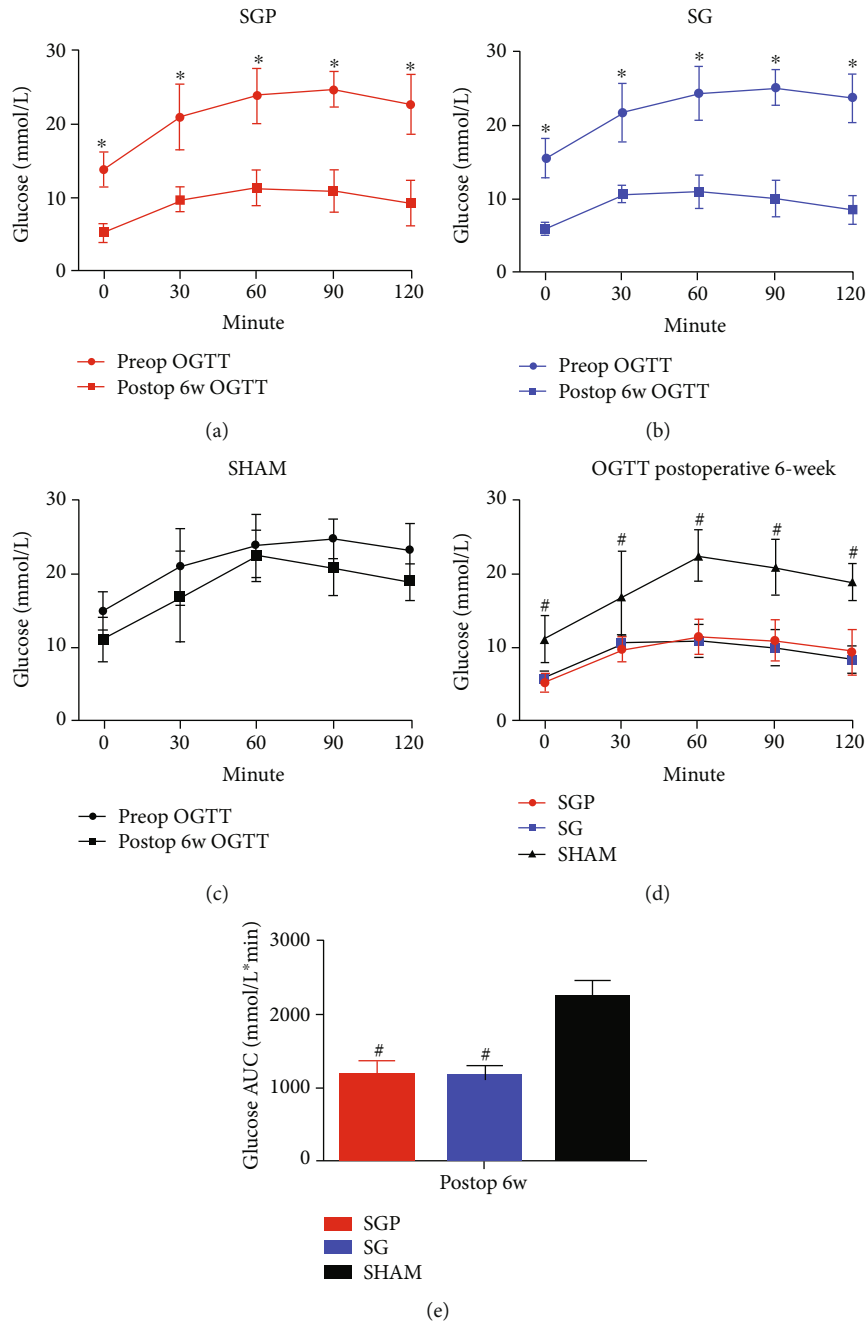 SGP
30
20
10
0
Glucose (mmol/L)
*
*
*
*
*
0 30 60 90 120
Minute
Preop OGTT
Postop 6w OGTT
(a)
SG
30
20
10
0
Glucose (mmol/L)
*
*
*
*
*
0 30 60 90 120
Minute
Preop OGTT
Postop 6w OGTT
(b)
SHAM
30
20
10
0
Glucose (mmol/L)
0 30 60 90 120
Minute
Preop OGTT
Postop 6w OGTT
(c)
OGTT postoperative 6-week
30
20
10
0
Glucose (mmol/L)
#
#
#
#
#
0 30 60 90 120
Minute
SGP
SG
SHAM
(d)
3000
2000
1000
0
Glucose AUC (mmol/L*min)
#
#
Postop 6w
SGP
SG
SHAM
(e)